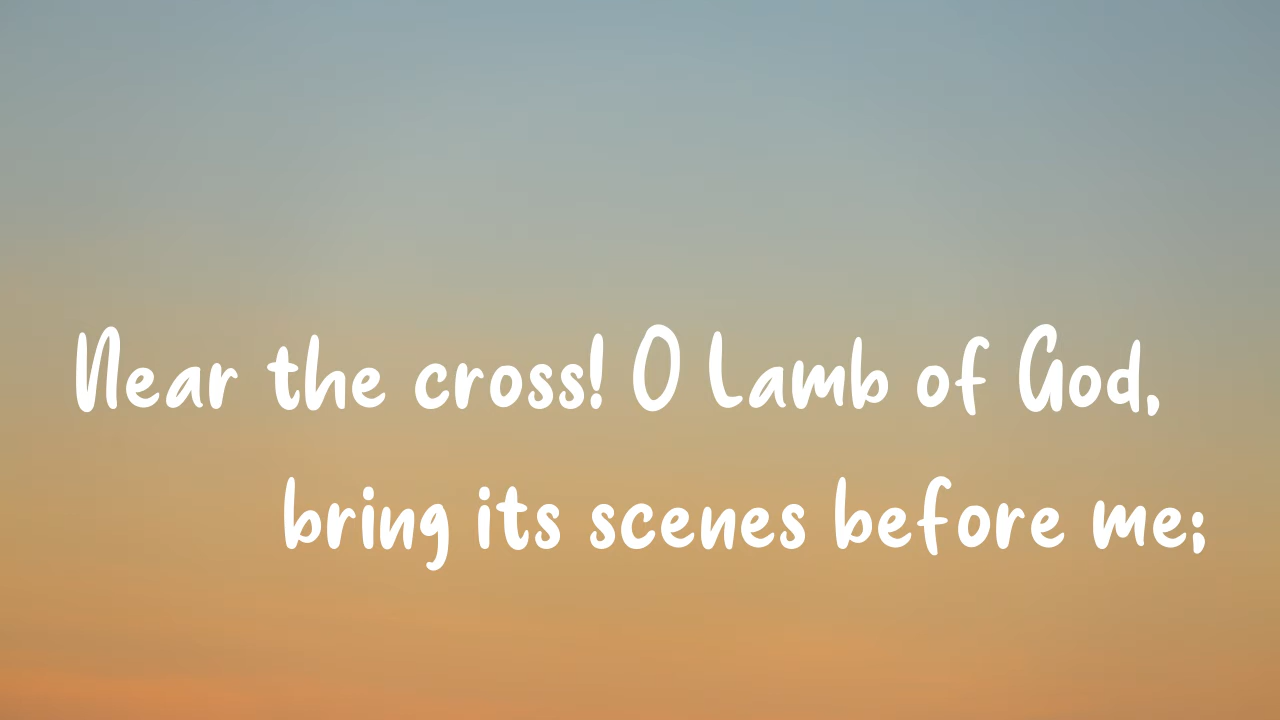 Near the cross! O Lamb of God,
bring its scenes before me;